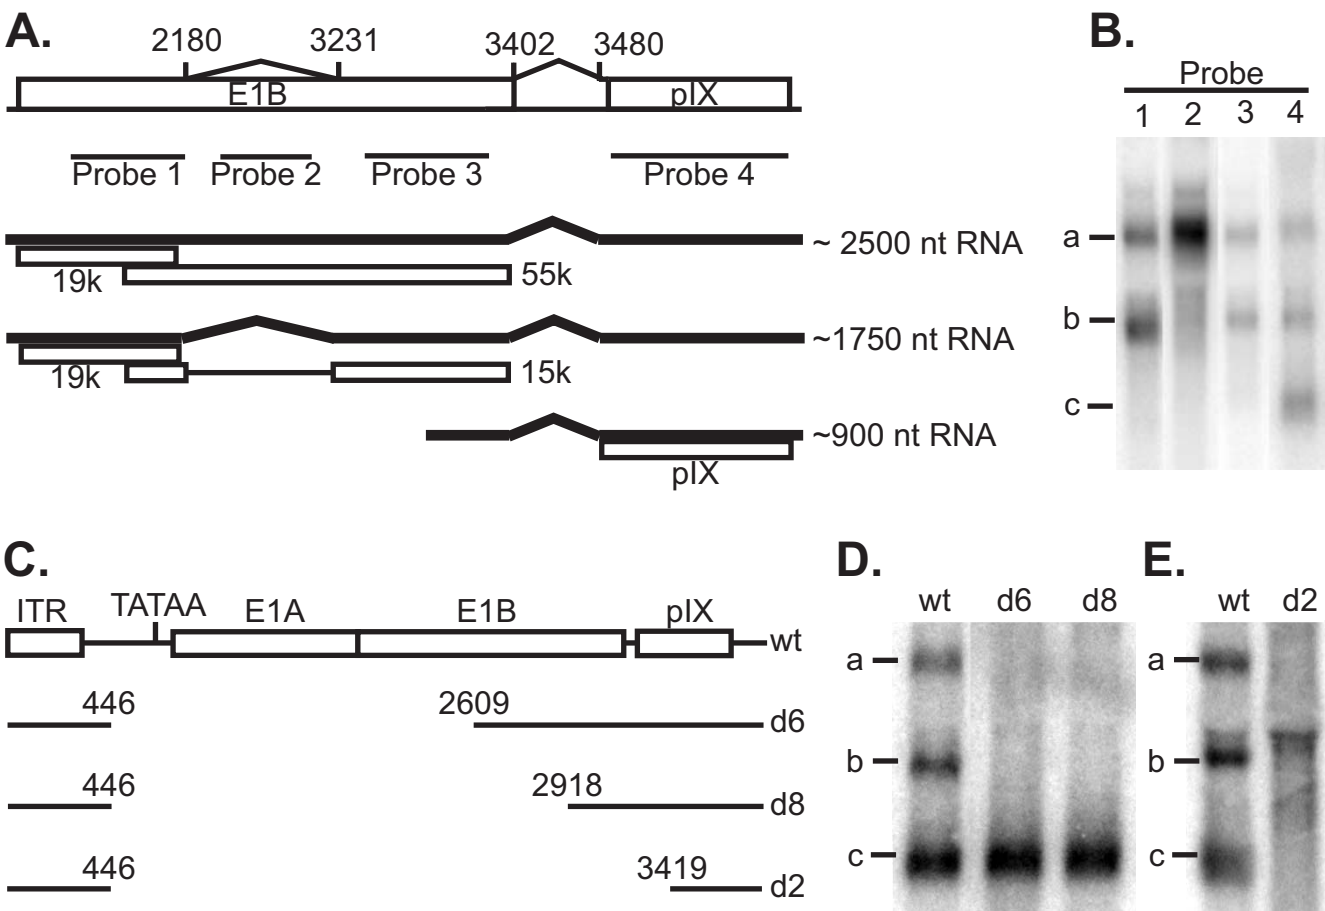 A.
2180 3231 3402 3480
E1B pIX
Probe 1 Probe 2 Probe 3 Probe 4
~ 2500 nt RNA
19k 55k
~1750 nt RNA
19k 15k
~900 nt RNA
pIX
B.
Probe
1 2 3 4
a
b
c
C.
ITR TATAA E1A E1B pIX
wt
446 2609 d6
446 2918 d8
446 3419 d2
D.
wt d6 d8
a
b
c
E.
wt d2
a
b
c